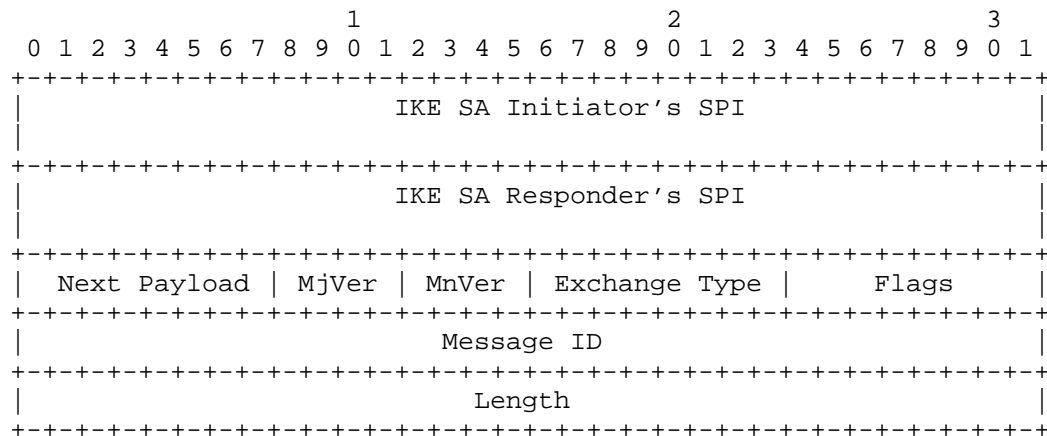 1                   2                   3
 0 1 2 3 4 5 6 7 8 9 0 1 2 3 4 5 6 7 8 9 0 1 2 3 4 5 6 7 8 9 0 1
+-+-+-+-+-+-+-+-+-+-+-+-+-+-+-+-+-+-+-+-+-+-+-+-+-+-+-+-+-+-+-+-+
|                       IKE SA Initiator’s SPI                  |
|                                                               |
+-+-+-+-+-+-+-+-+-+-+-+-+-+-+-+-+-+-+-+-+-+-+-+-+-+-+-+-+-+-+-+-+
|                       IKE SA Responder’s SPI                  |
|                                                               |
+-+-+-+-+-+-+-+-+-+-+-+-+-+-+-+-+-+-+-+-+-+-+-+-+-+-+-+-+-+-+-+-+
|  Next Payload | MjVer | MnVer | Exchange Type |     Flags     |
+-+-+-+-+-+-+-+-+-+-+-+-+-+-+-+-+-+-+-+-+-+-+-+-+-+-+-+-+-+-+-+-+
|                          Message ID                           |
+-+-+-+-+-+-+-+-+-+-+-+-+-+-+-+-+-+-+-+-+-+-+-+-+-+-+-+-+-+-+-+-+
|                            Length                             |
+-+-+-+-+-+-+-+-+-+-+-+-+-+-+-+-+-+-+-+-+-+-+-+-+-+-+-+-+-+-+-+-+